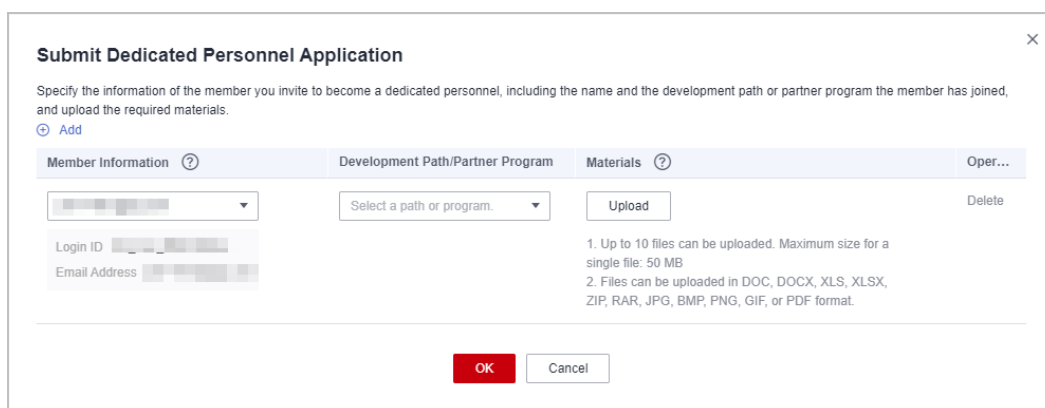 Submit Dedicated Personnel Application
Specify the information of the member you invite to become a dedicated personnel, including the name and the development path or partner program the member has joined,
and upload the required materials.
Add
Member Information ? Development Path/Partner Program Materials ? Oper...
Select a path or program. Upload Delete
Login ID
Email Address
1. Up to 10 files can be uploaded. Maximum size for a
single file: 50 MB
2. Files can be uploaded in DOC, DOCX, XLS, XLSX,
ZIP, RAR, JPG, BMP, PNG, GIF, or PDF format.
OK Cancel